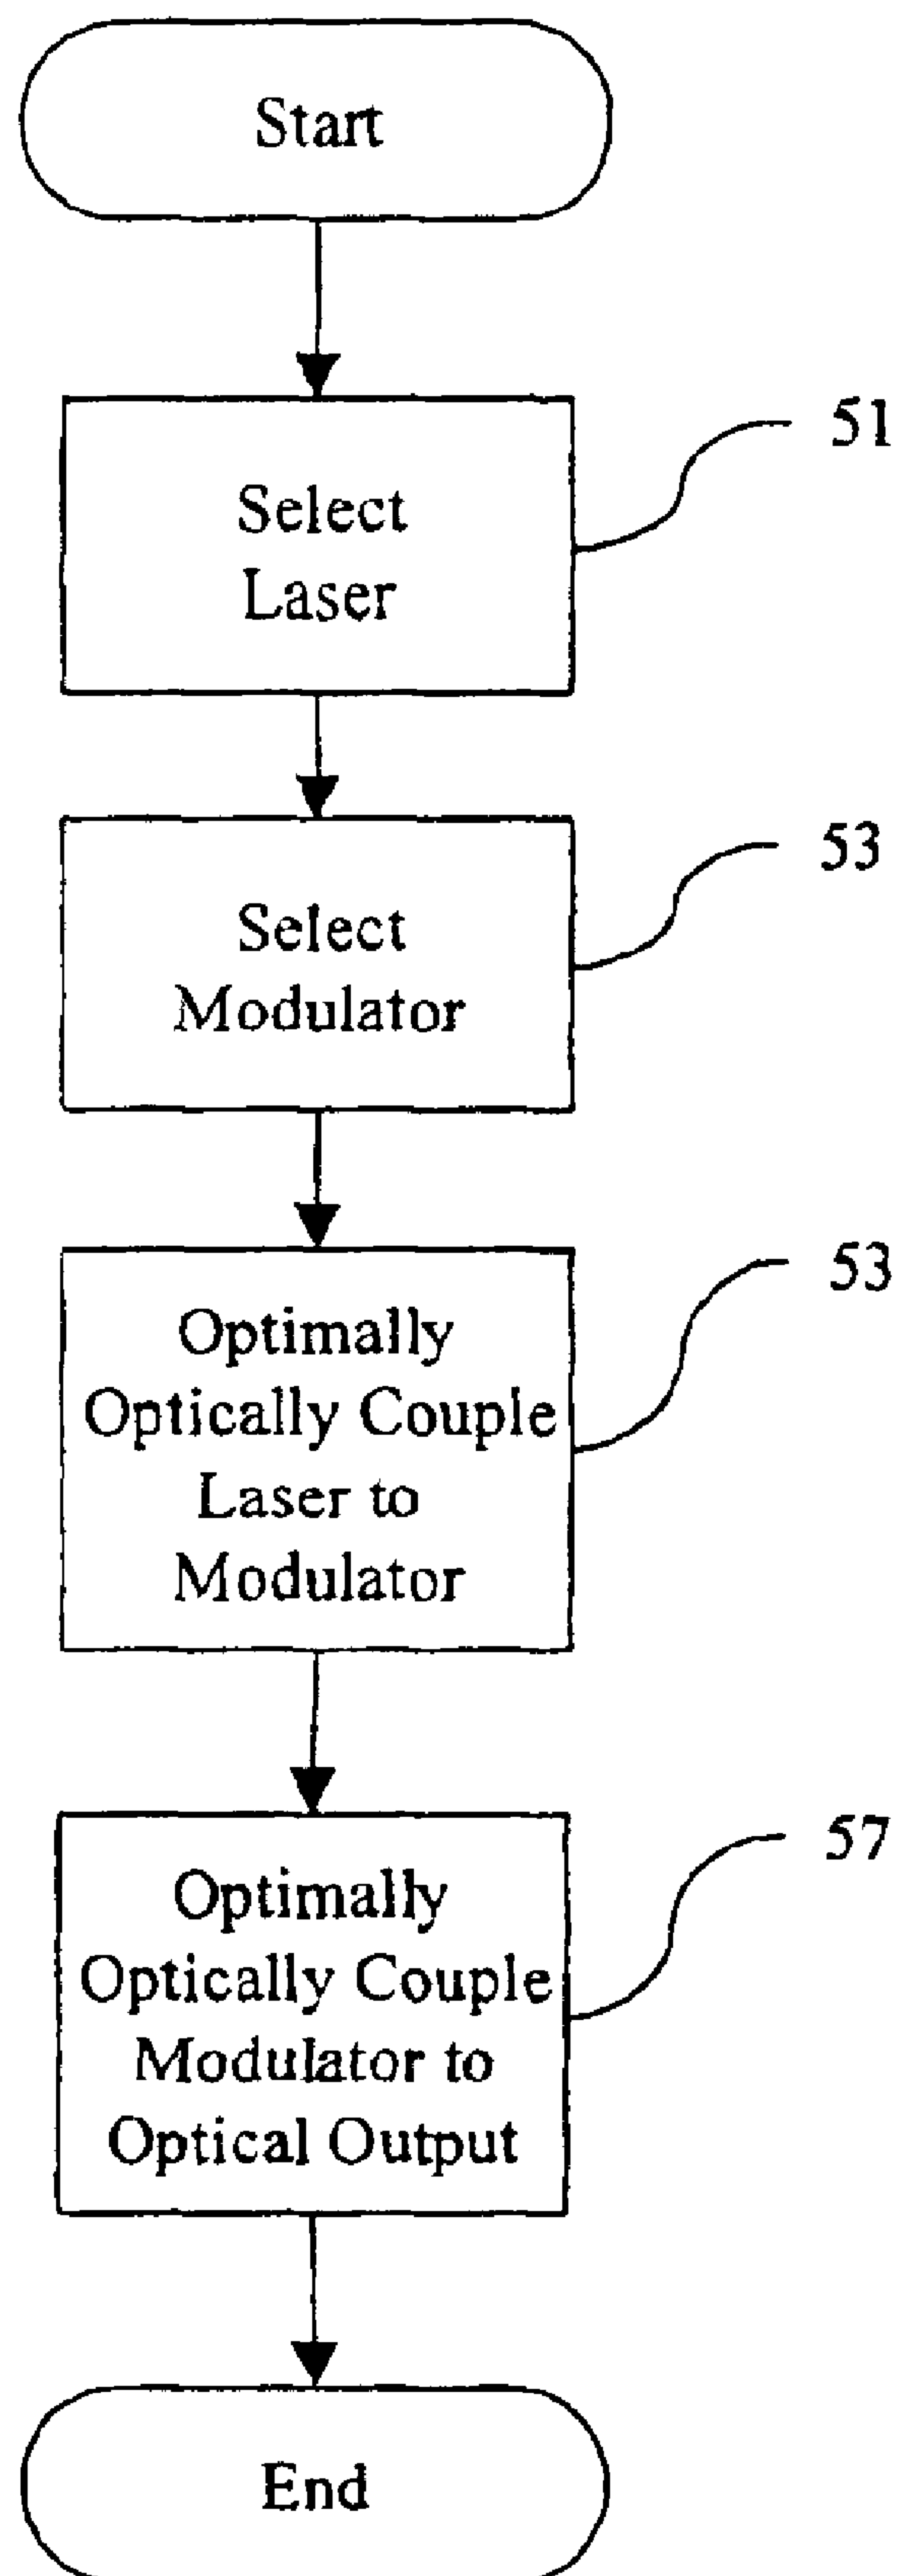 Start
51
Select
Laser
53
Select
Modulator
53
Optimally
Optically Couple
Laser to
Modulator
57
Optimally
Optically Couple
Modulator to
Optical Output
End